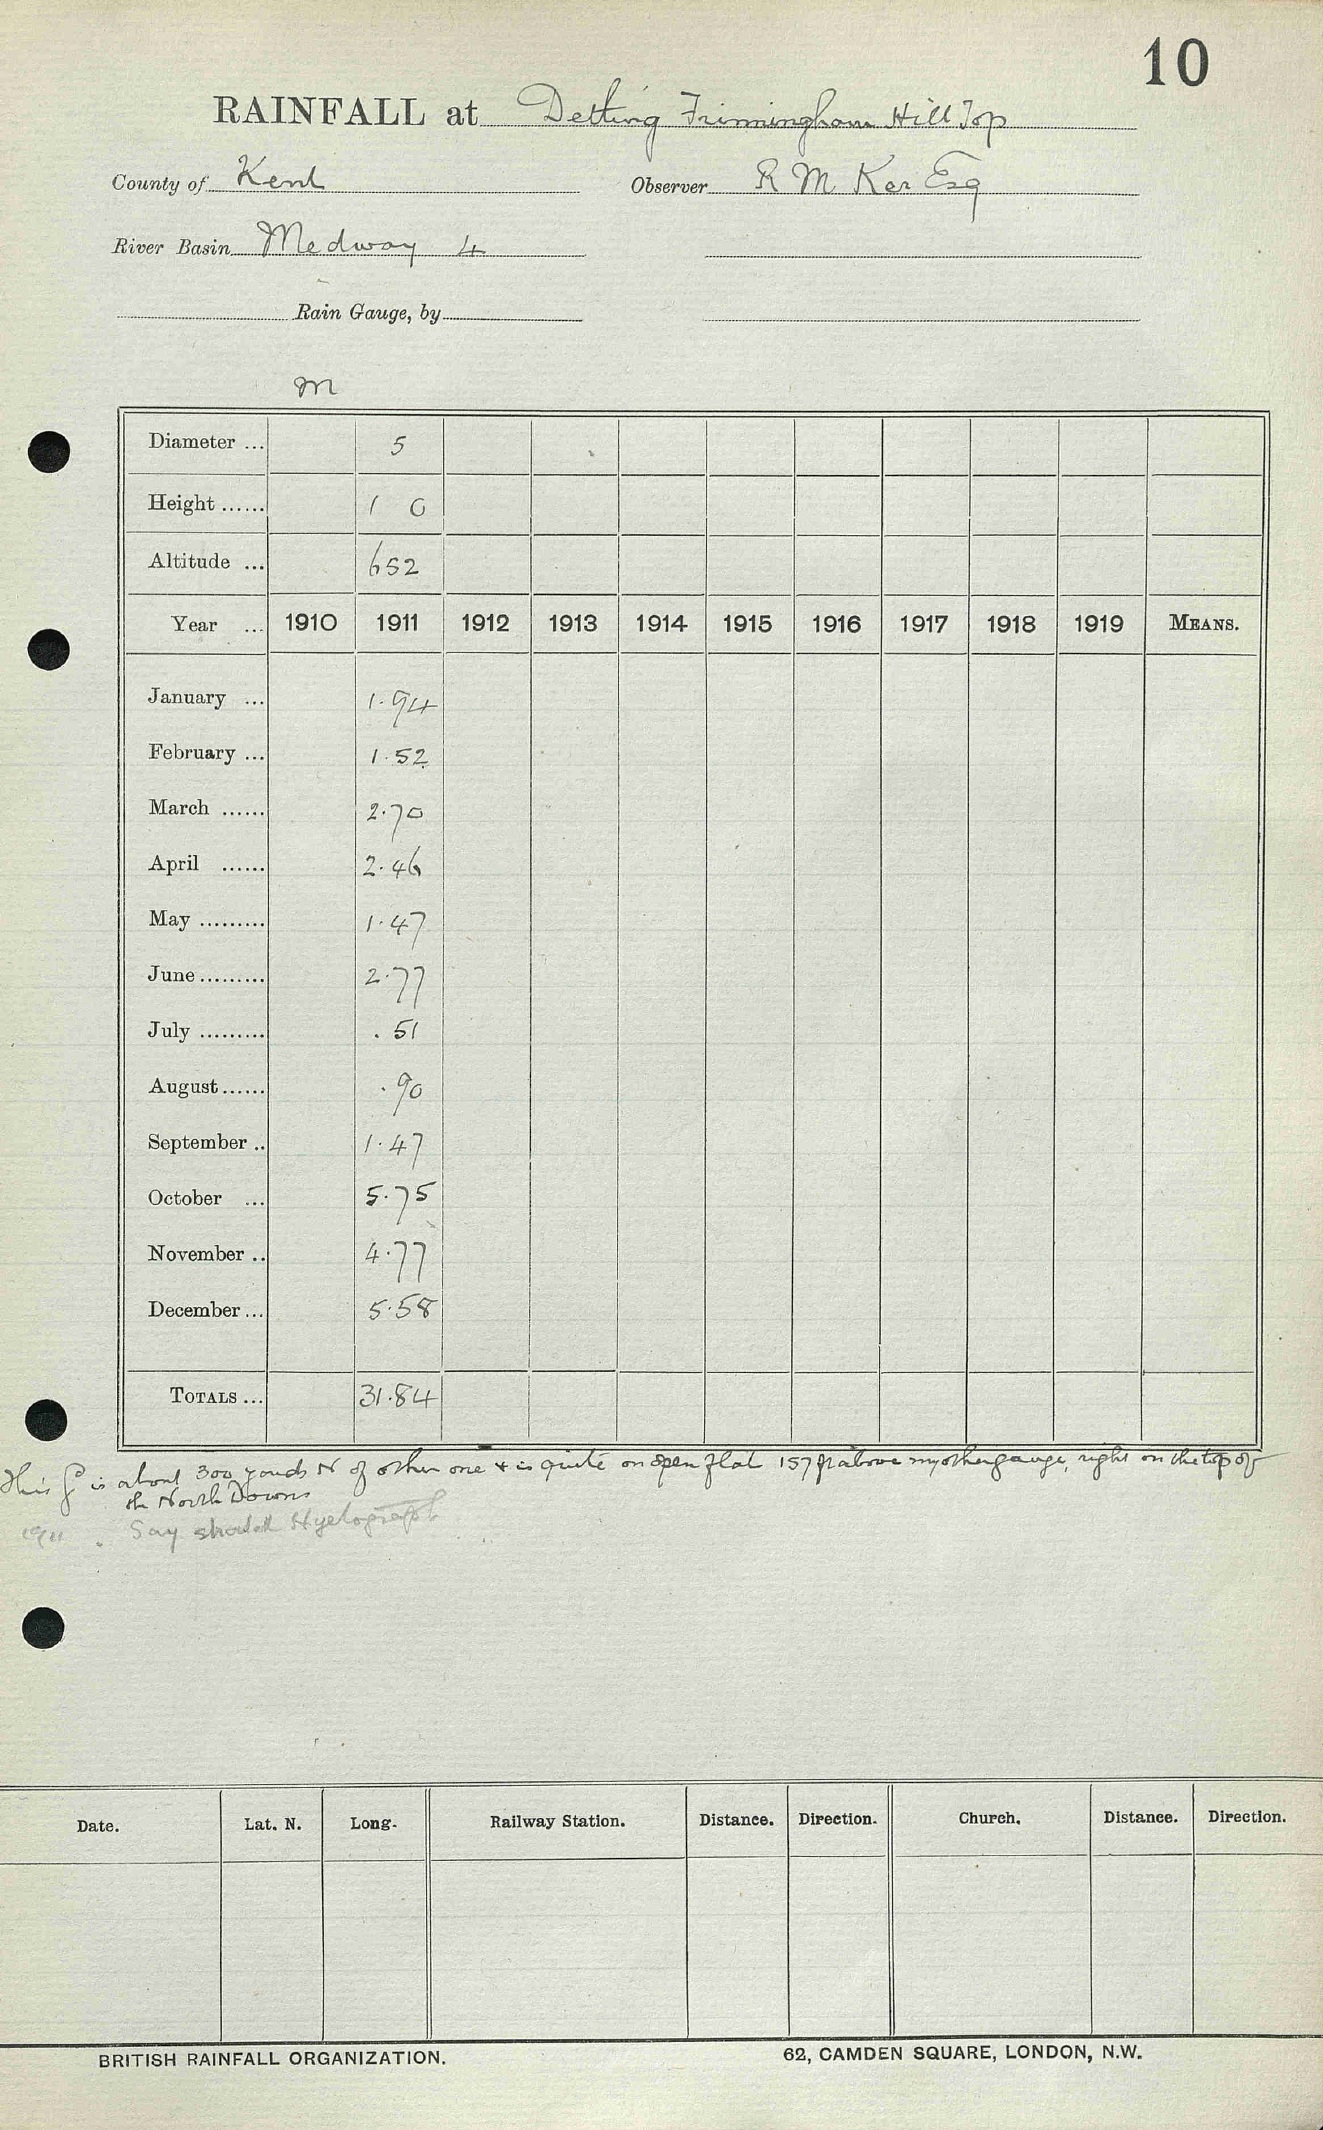 10
RAINFALL at Detling Frinningham Hill Top
County of Kent Observer R M Ker Esq
River Basin Medway 4
Rain Gauge, by
M
Diameter ... 5
Height ...... 1 0
Altitude ... 652
Year ... 1910 1911 1912 1913 1914 1915 1916 1917 1918 1919 MEANS.
January ... 1.94
February ... 1.52
March ...... 2.70
April ...... 2.46
May ......... 1.47
June ......... 2.77
July ......... .51
August ...... .90
September .. 1.47
October ... 5.75
November .. 4.77
December ... 5.58
TOTALS ... 31.84
This G is about 300 yards N of other one & is quite on open flat 157 ft above my other gauge, right on the top of
the North Downs
1911. Say should Hyetograph
Date. Lat. N. Long. Railway Station. Distance. Direction. Church. Distance. Direction.
BRITISH RAINFALL ORGANIZATION. 62, CAMDEN SQUARE, LONDON, N.W.